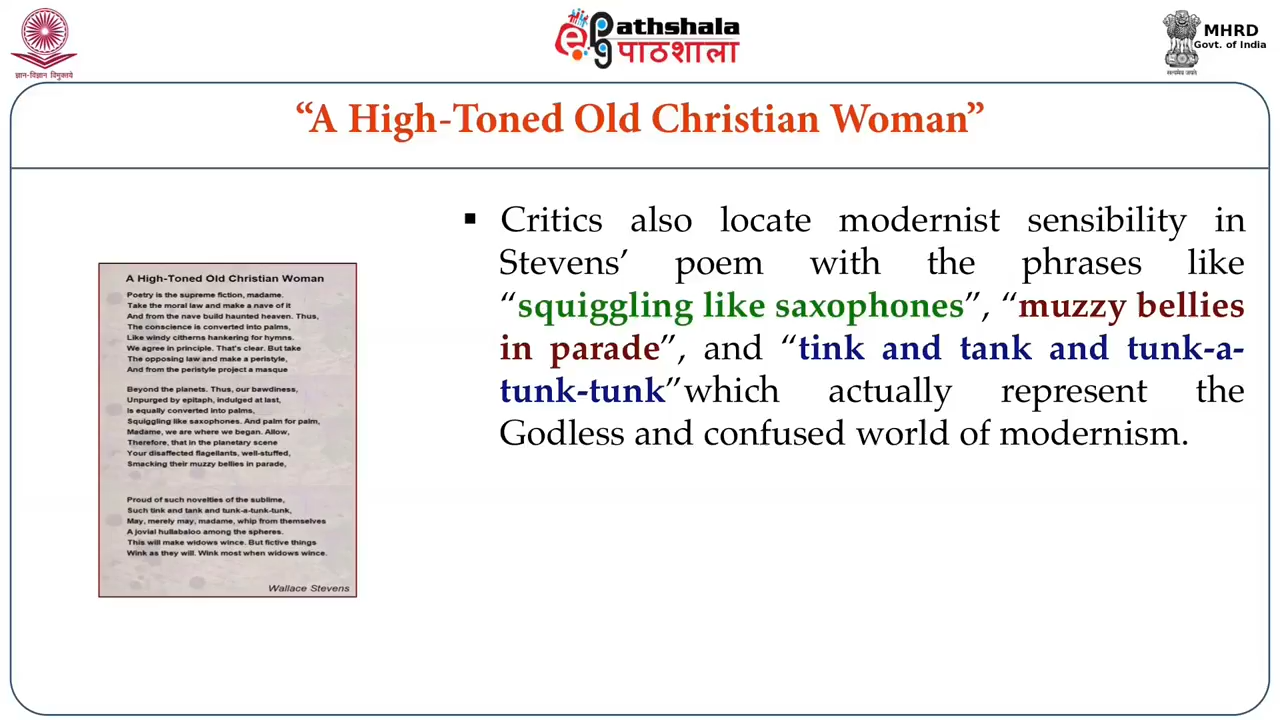 ज्ञान-विज्ञान विमुक्तये
ePathshala
पाठशाला
MHRD
Govt. of India
सत्यमेव जयते
“A High-Toned Old Christian Woman”
A High-Toned Old Christian Woman
Poetry is the supreme fiction, madame.
Take the moral law and make a nave of it
And from the nave build haunted heaven. Thus,
The conscience is converted into palms,
Like windy citherns hankering for hymns.
We agree in principle. That's clear. But take
The opposing law and make a peristyle,
And from the peristyle project a masque
Beyond the planets. Thus, our bawdiness,
Unpurged by epitaph, indulged at last,
Is equally converted into palms,
Squiggling like saxophones. And palm for palm,
Madame, we are where we began. Allow,
Therefore, that in the planetary scene
Your disaffected flagellants, well-stuffed,
Smacking their muzzy bellies in parade,
Proud of such novelties of the sublime,
Such tink and tank and tunk-a-tunk-tunk,
May, merely may, madame, whip from themselves
A jovial hullabaloo among the spheres.
This will make widows wince. But fictive things
Wink as they will. Wink most when widows wince.
Wallace Stevens
▪ Critics also locate modernist sensibility in
Stevens’ poem with the phrases like
“squiggling like saxophones”, “muzzy bellies
in parade”, and “tink and tank and tunk-a-
tunk-tunk”which actually represent the
Godless and confused world of modernism.